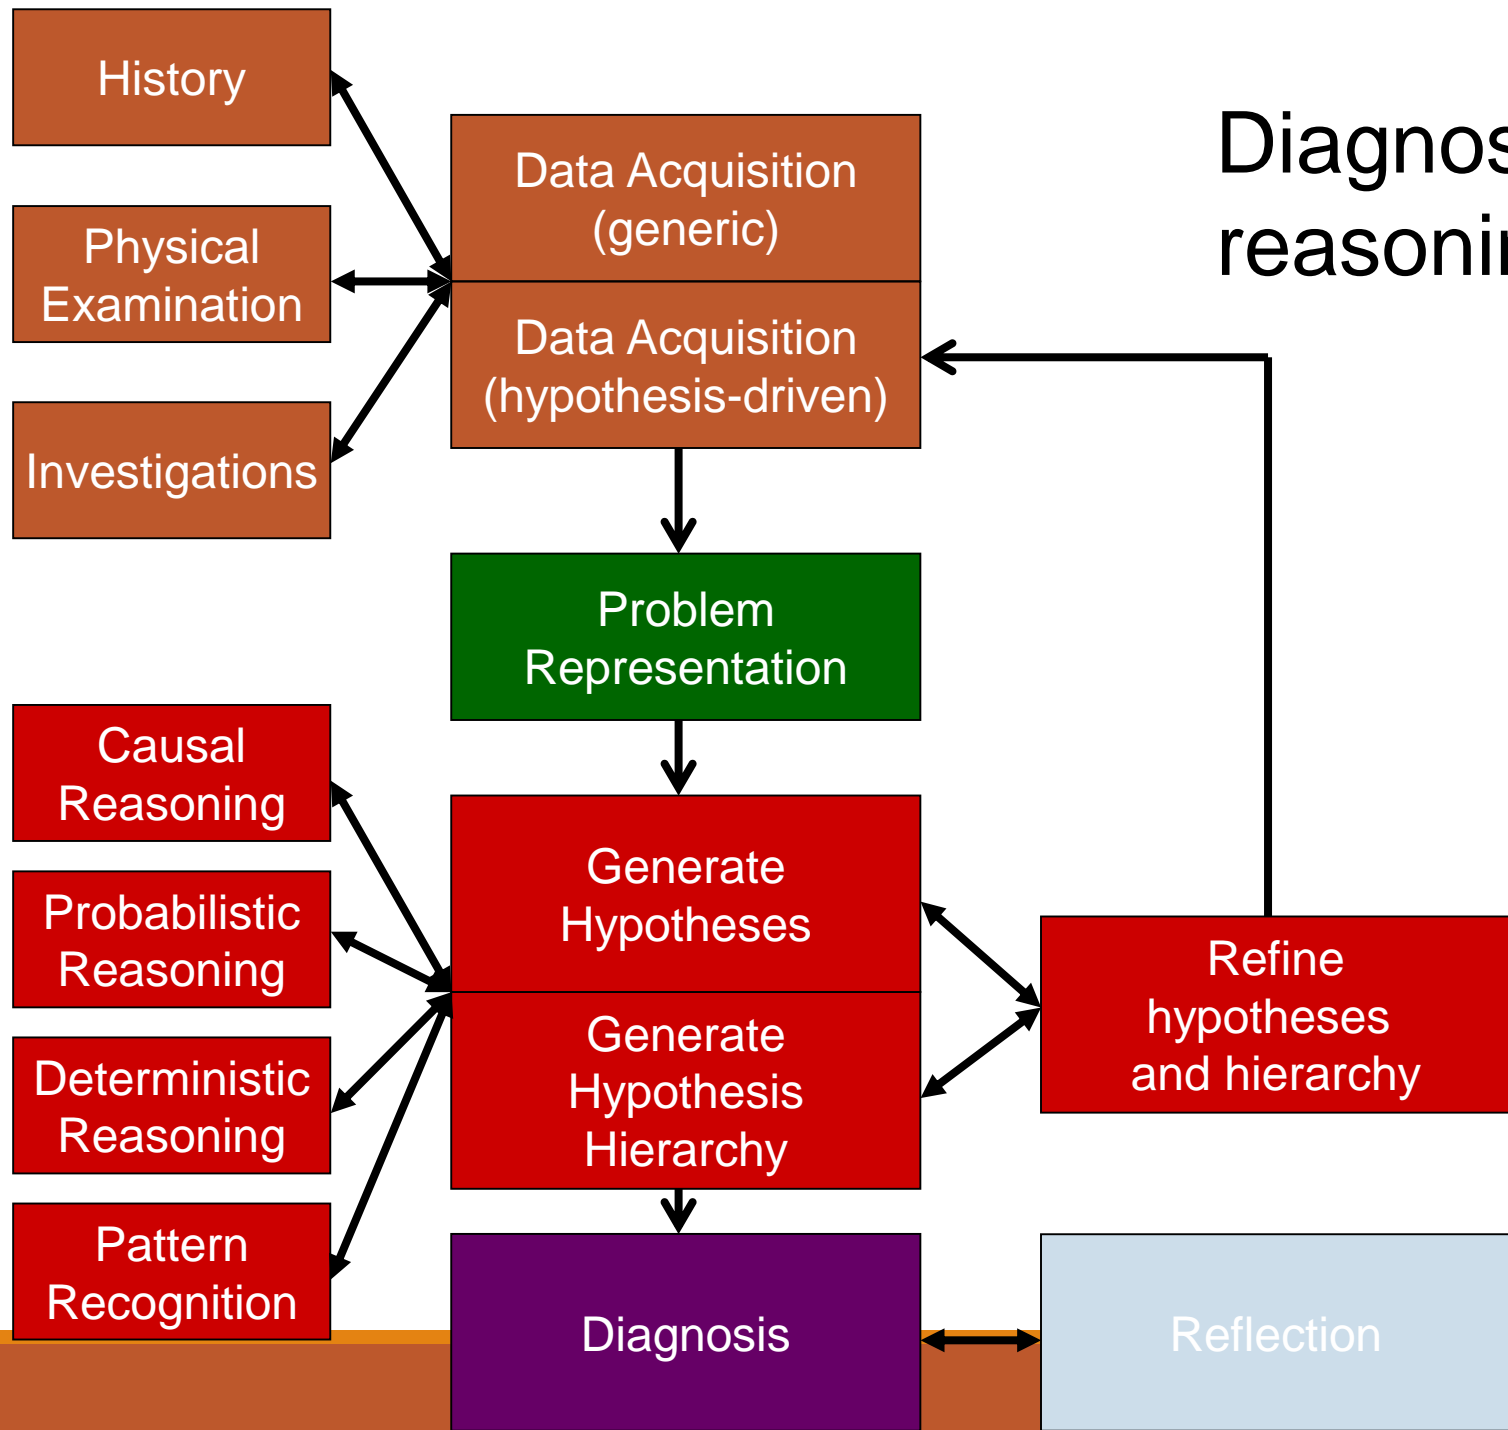 History
Data Acquisition
(generic)
Physical
Examination
Data Acquisition
(hypothesis-driven)
Investigations
Problem
Representation
Causal
Reasoning
Probabilistic
Reasoning
Deterministic
Reasoning
Pattern
Recognition
Generate
Hypotheses
Generate
Hypothesis
Hierarchy
Refine
hypotheses
and hierarchy
Diagnosis
Reflection